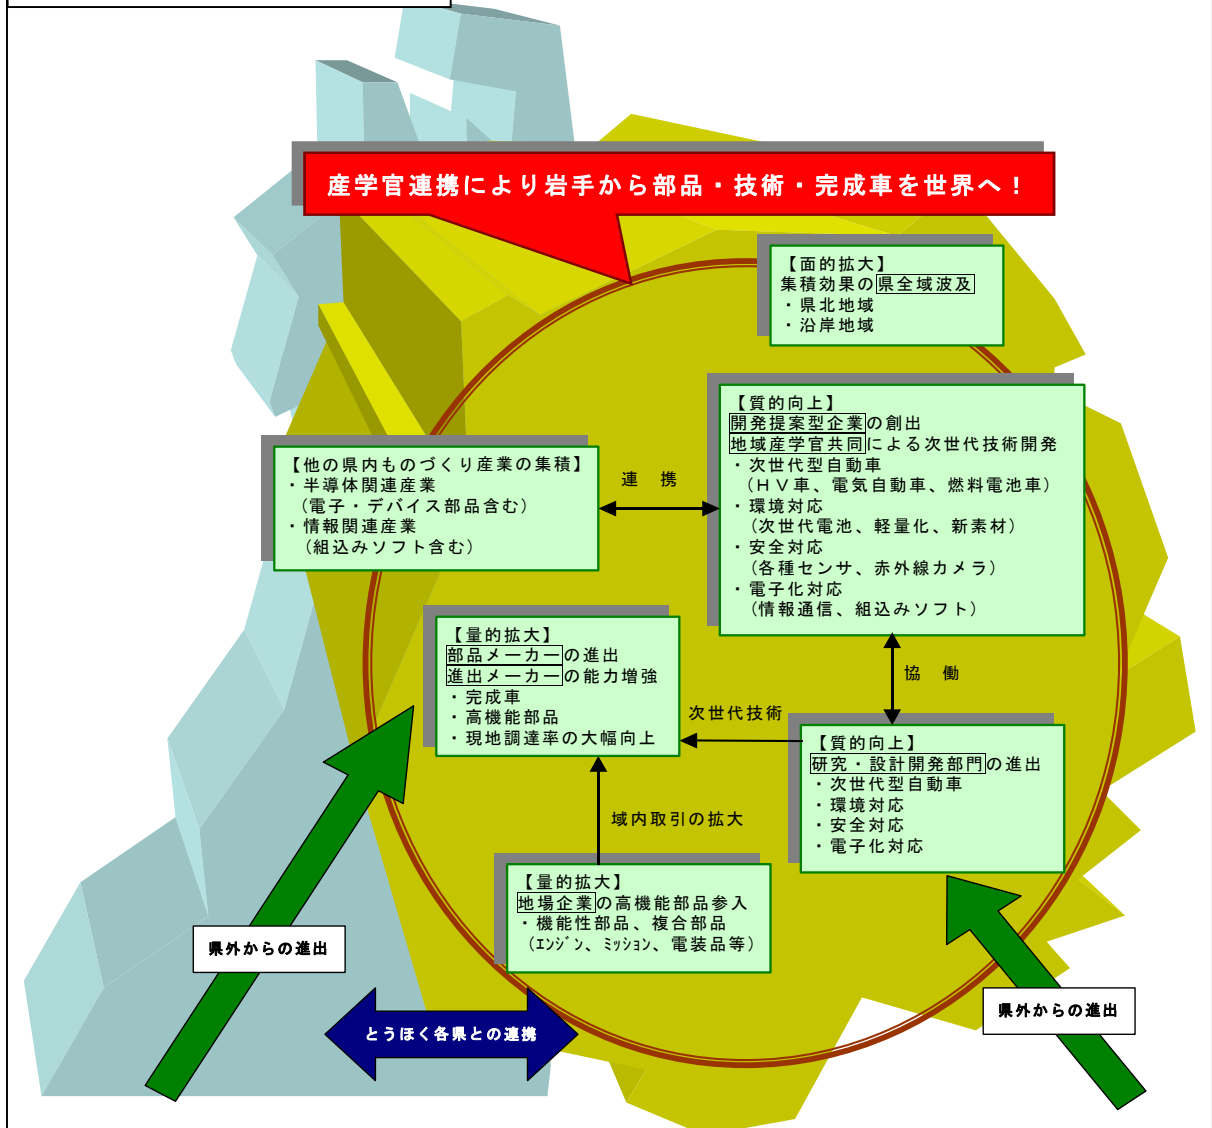 産学官連携により岩手から部品・技術・完成車を世界へ！
【面的拡大】
集積効果の県全域波及
・県北地域
・沿岸地域
【質的向上】
開発提案型企業の創出
地域産学官共同による次世代技術開発
・次世代型自動車
（ＨＶ車、電気自動車、燃料電池車）
・環境対応
（次世代電池、軽量化、新素材）
・安全対応
（各種センサ、赤外線カメラ）
・電子化対応
（情報通信、組込みソフト）
【他の県内ものづくり産業の集積】
・半導体関連産業
（電子・デバイス部品含む）
・情報関連産業
（組込みソフト含む）
連　携
【量的拡大】
部品メーカーの進出
進出メーカーの能力増強
・完成車
・高機能部品
・現地調達率の大幅向上
協　働
次世代技術
【質的向上】
研究・設計開発部門の進出
・次世代型自動車
・環境対応
・安全対応
・電子化対応
域内取引の拡大
【量的拡大】
地場企業の高機能部品参入
・機能性部品、複合部品
（ｴﾝｼﾞﾝ、ﾐｯｼｮﾝ、電装品等）
県外からの進出
県外からの進出
とうほく各県との連携